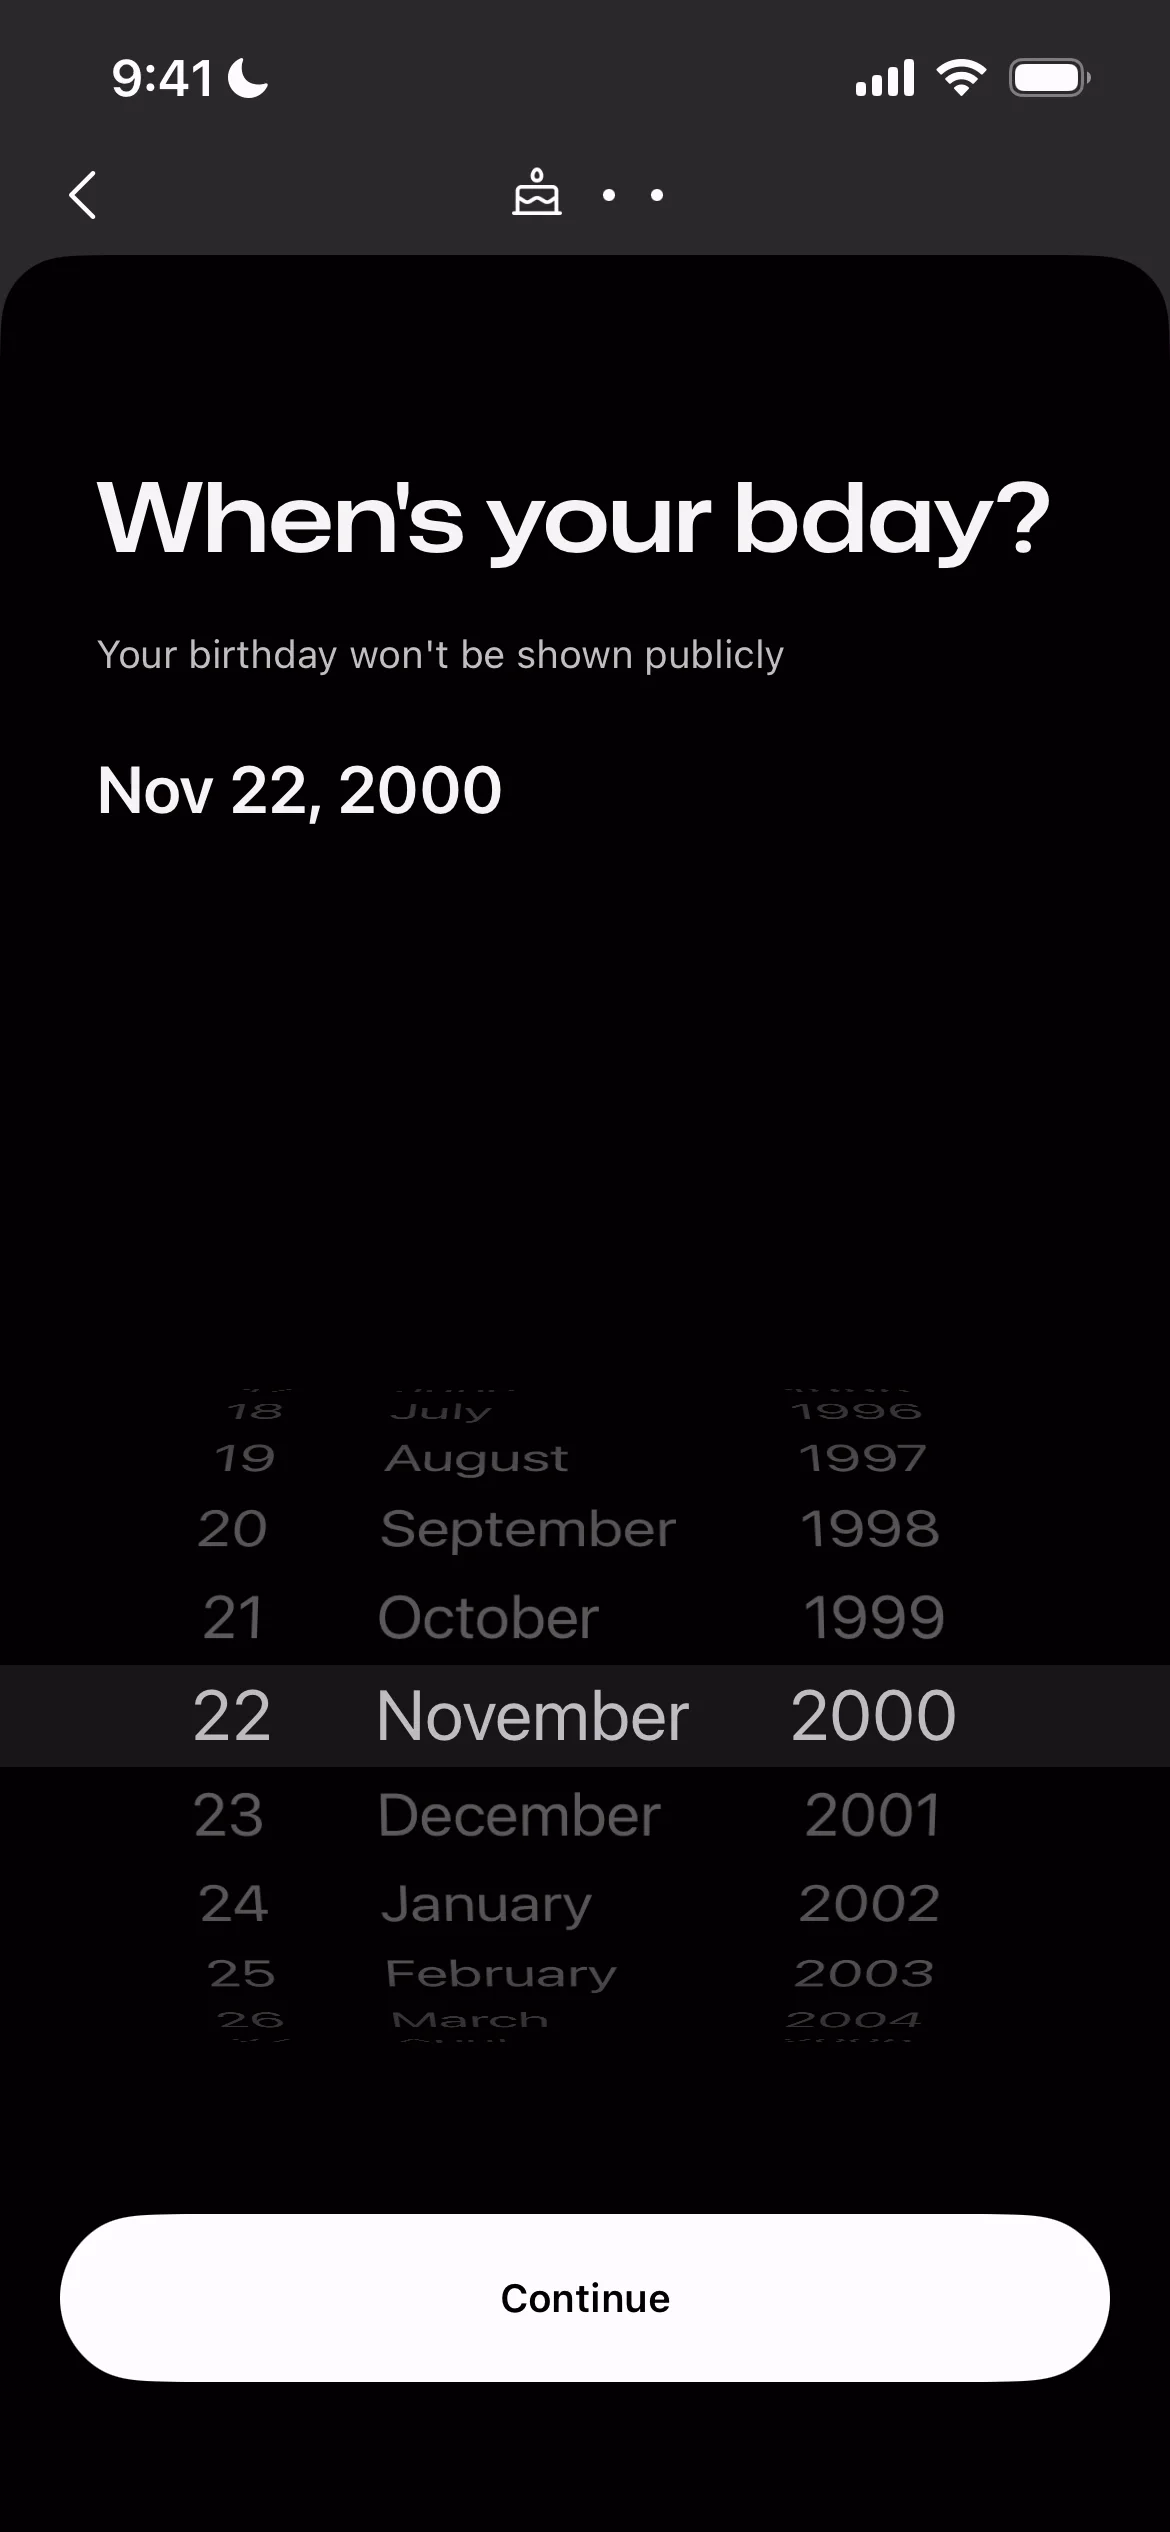 9:41
When's your bday?
Your birthday won't be shown publicly
Nov 22, 2000
18 July 1996
19 August 1997
20 September 1998
21 October 1999
22 November 2000
23 December 2001
24 January 2002
25 February 2003
26 March 2004
Continue